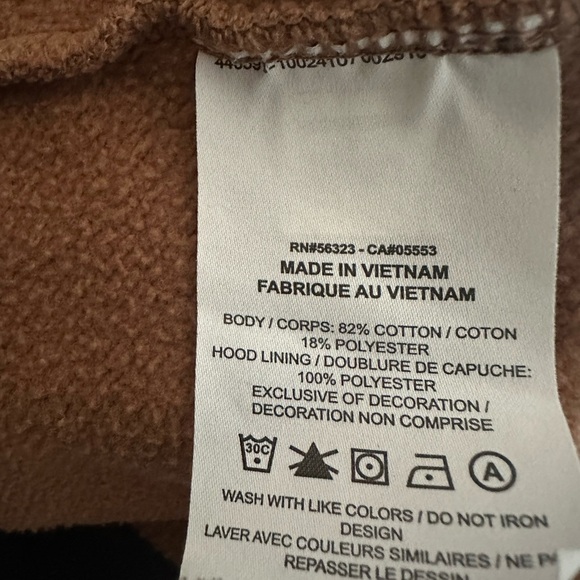 RN#56323 - CA#05553
MADE IN VIETNAM
FABRIQUE AU VIETNAM
BODY / CORPS: 82% COTTON / COTON
18% POLYESTER
HOOD LINING / DOUBLURE DE CAPUCHE:
100% POLYESTER
EXCLUSIVE OF DECORATION /
DECORATION NON COMPRISE
30C A
WASH WITH LIKE COLORS / DO NOT IRON
DESIGN
LAVER AVEC COULEURS SIMILAIRES / NE
REPASSER LE DESSIN